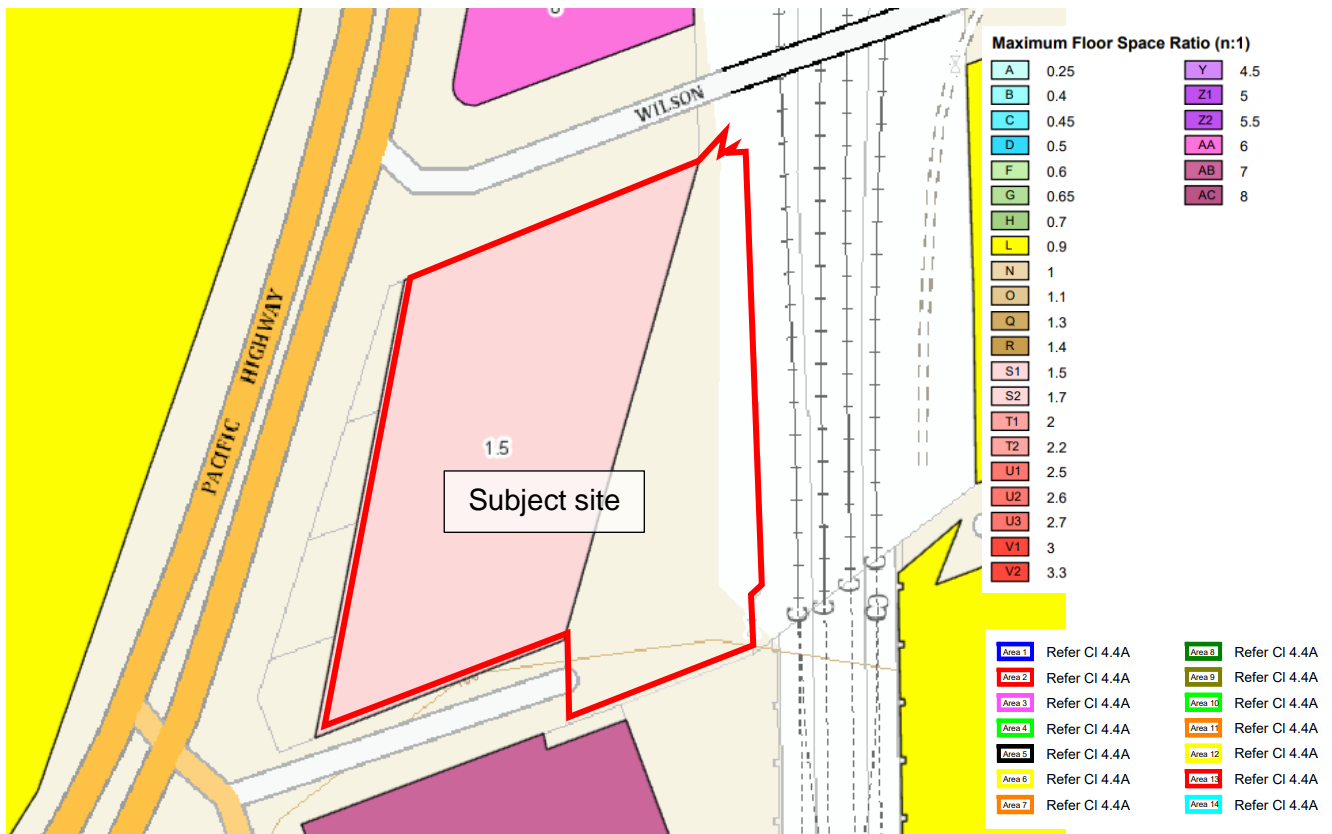 WILSON
PACIFIC HIGHWAY
1.5
Subject site
Maximum Floor Space Ratio (n:1)
A 0.25
B 0.4
C 0.45
D 0.5
F 0.6
G 0.65
H 0.7
L 0.9
N 1
O 1.1
Q 1.3
R 1.4
S1 1.5
S2 1.7
T1 2
T2 2.2
U1 2.5
U2 2.6
U3 2.7
V1 3
V2 3.3
Y 4.5
Z1 5
Z2 5.5
AA 6
AB 7
AC 8
Area 1 Refer Cl 4.4A
Area 2 Refer Cl 4.4A
Area 3 Refer Cl 4.4A
Area 4 Refer Cl 4.4A
Area 5 Refer Cl 4.4A
Area 6 Refer Cl 4.4A
Area 7 Refer Cl 4.4A
Area 8 Refer Cl 4.4A
Area 9 Refer Cl 4.4A
Area 10 Refer Cl 4.4A
Area 11 Refer Cl 4.4A
Area 12 Refer Cl 4.4A
Area 13 Refer Cl 4.4A
Area 14 Refer Cl 4.4A